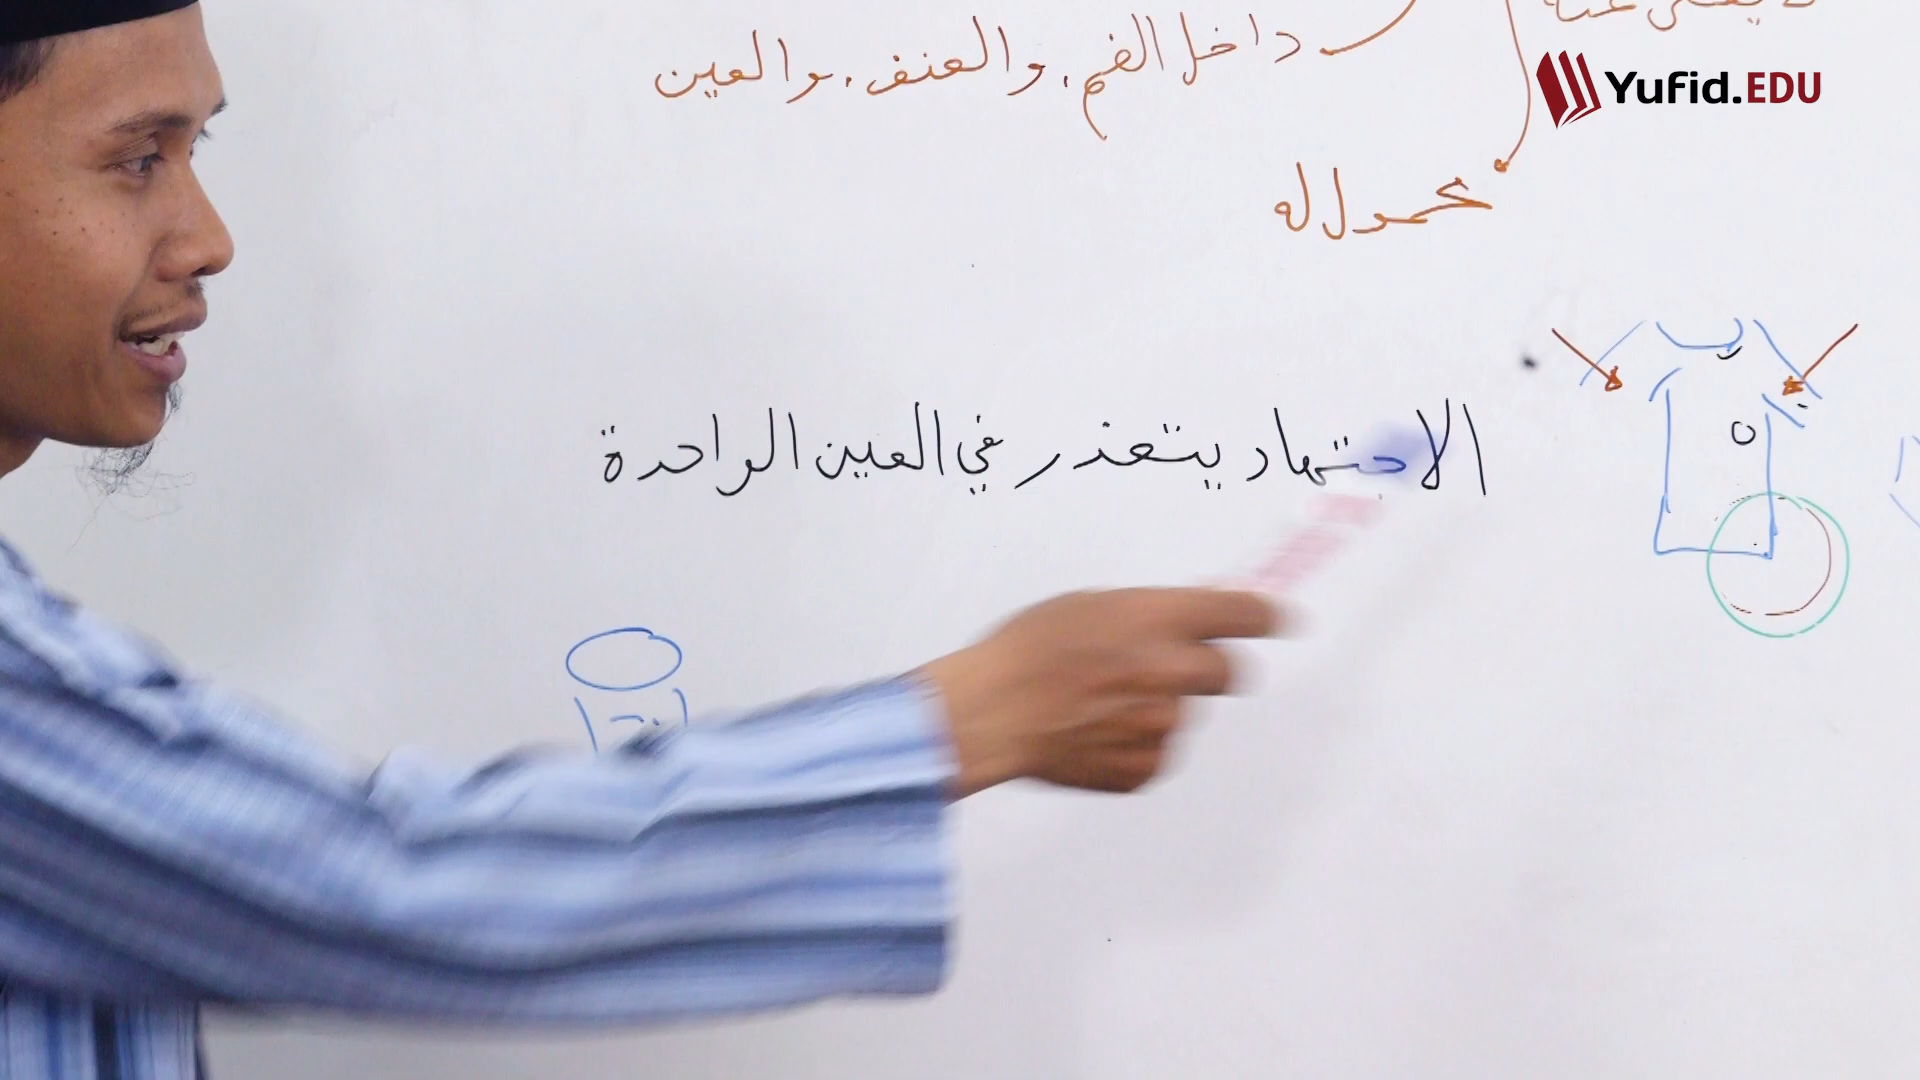 داخل الفم، والعنف، والعين
Yufid.EDU
محمول له
الاجتهاد يتعذر في العين الواحدة